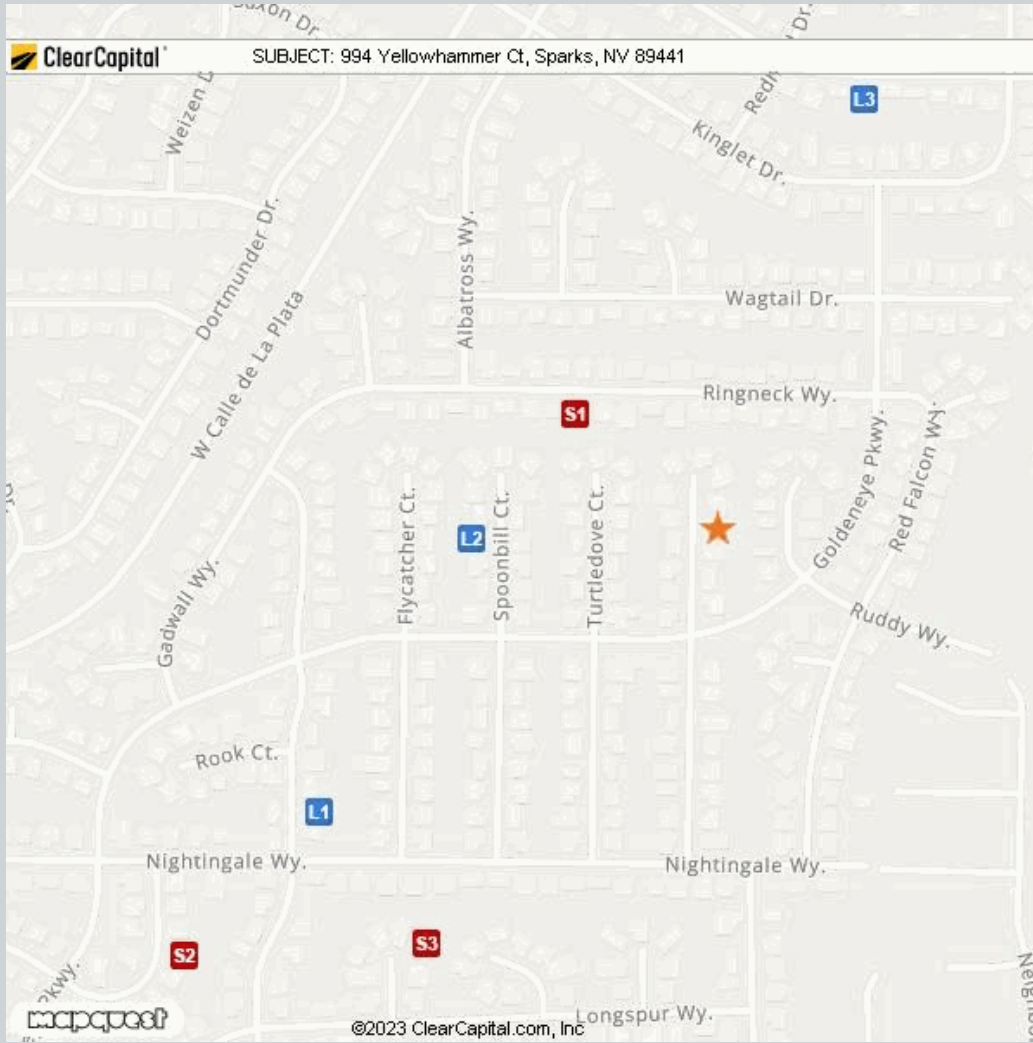 ClearCapital
SUBJECT: 994 Yellowhammer Ct, Sparks, NV 89441
Dr
Weizen
L3
Kinglet Dr.
Dortmunder Dr.
Albatross Wy.
W Calle de La Plata
Wagtail Dr.
Ringneck Wy.
S1
Flycatcher Ct.
L2
Spoonbill Ct.
Turtledove Ct.
Goldeneye Pkwy.
Red Falcon Wy.
Gadwall Wy.
Ruddy Wy.
Rook Ct.
L1
Nightingale Wy.
Nightingale Wy.
S2
S3
Pkwy.
Longspur Wy.
mapquest
©2023 ClearCapital.com, Inc